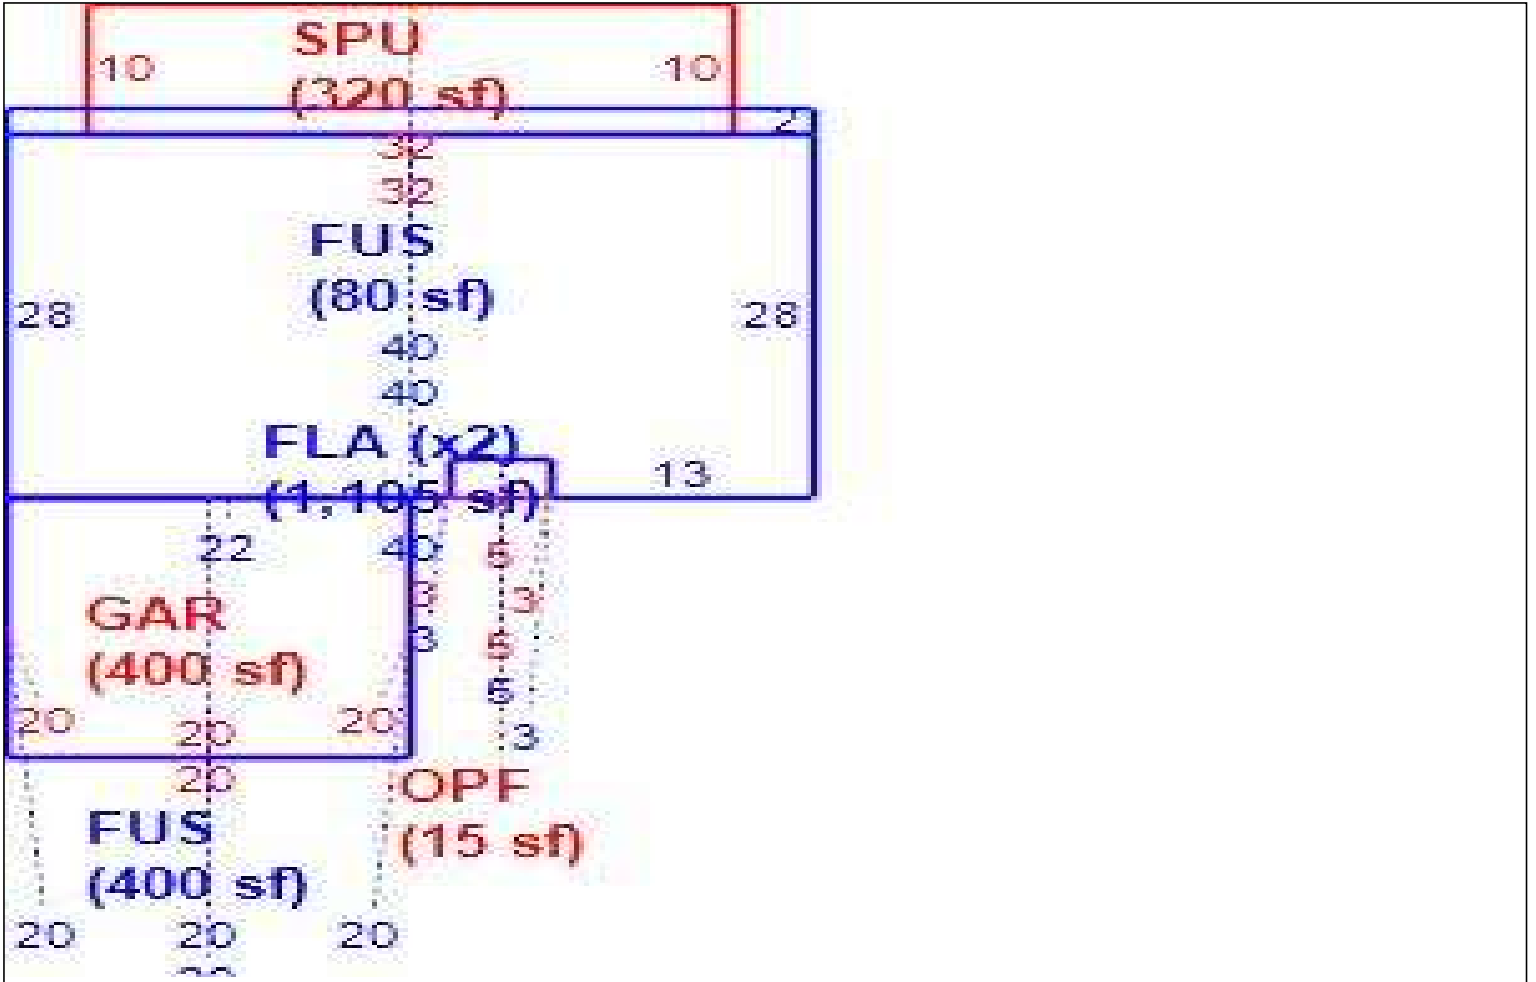 SPU
10 10
(320 sf)
2
32
32
FUS
(80 sf)
28 28
40
40
FLA (x2)
13
(1,105 sf)
22 40 5
GAR 3 3
(400 sf) 3 5
5
20 20 20
3
20 OPF
FUS (15 sf)
(400 sf)
20 20 20